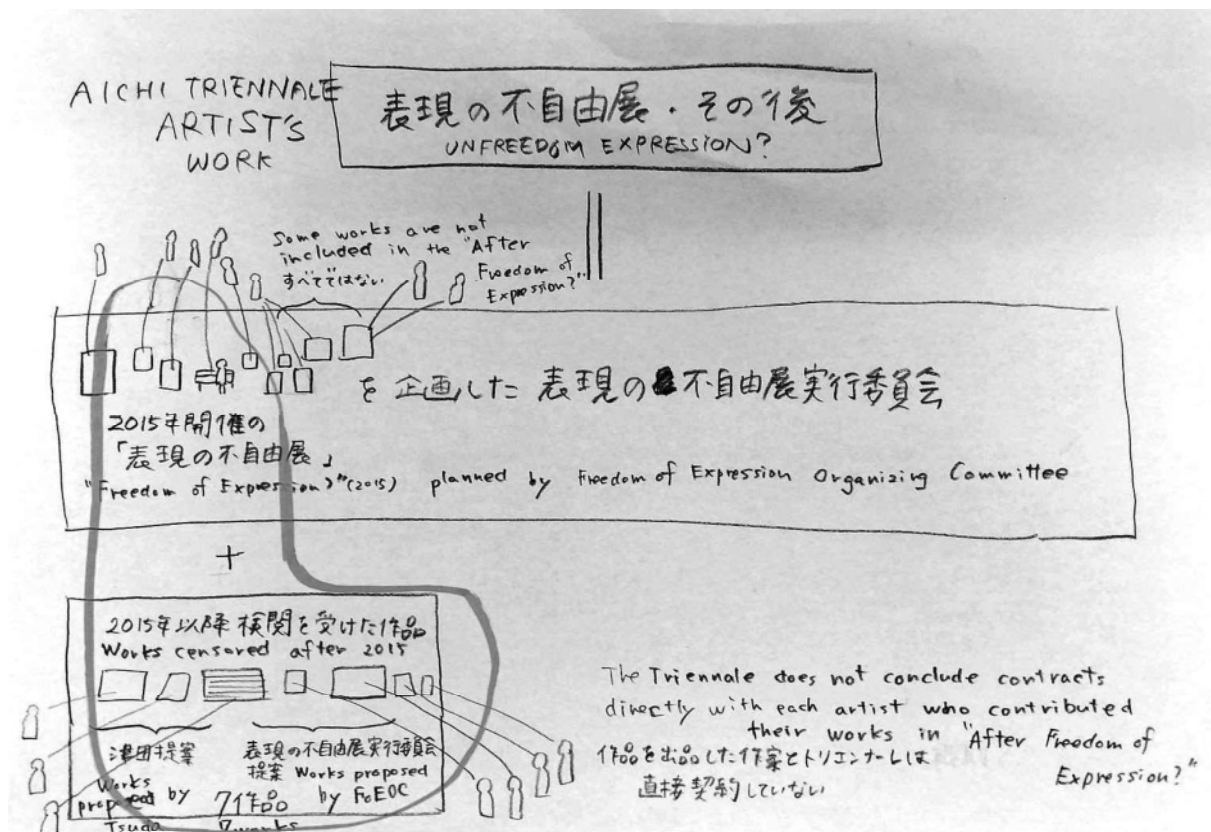 AICHI TRIENNALE
ARTIST'S
WORK
表現の不自由展・その後
UNFREEDOM EXPRESSION?
Some works are not
included in the "After
Freedom of
Expression?"
すべてではない
を企画した 表現の不自由展実行委員会
2015年開催の
「表現の不自由展」
"Freedom of Expression?" (2015) planned by Freedom of Expression Organizing Committee
+
2015年以降 検閲を受けた作品
Works censored after 2015
津田提案
Works
proposed by
Tsuda
表現の不自由展実行委員会
提案 Works proposed
by FoEOC
7作品
7works
The Triennale does not conclude contracts
directly with each artist who contributed
their works in "After Freedom of
Expression?"
作品を出品した作家とトリエンナーレは
直接契約していない